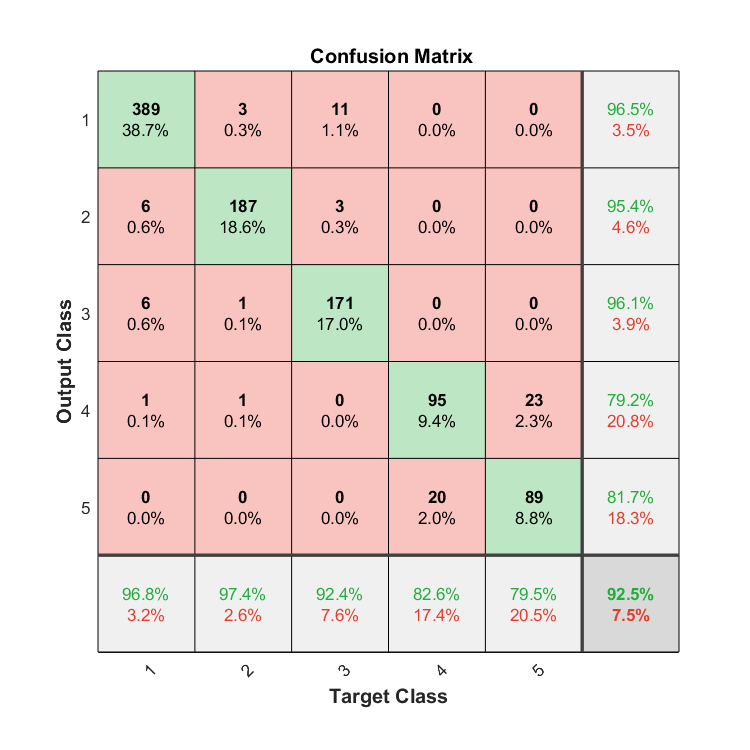 Confusion Matrix
1 389 3 11 0 0 96.5%
38.7% 0.3% 1.1% 0.0% 0.0% 3.5%
2 6 187 3 0 0 95.4%
0.6% 18.6% 0.3% 0.0% 0.0% 4.6%
3 6 1 171 0 0 96.1%
0.6% 0.1% 17.0% 0.0% 0.0% 3.9%
Output Class
4 1 1 0 95 23 79.2%
0.1% 0.1% 0.0% 9.4% 2.3% 20.8%
5 0 0 0 20 89 81.7%
0.0% 0.0% 0.0% 2.0% 8.8% 18.3%
96.8% 97.4% 92.4% 82.6% 79.5% 92.5%
3.2% 2.6% 7.6% 17.4% 20.5% 7.5%
1 2 3 4 5
Target Class